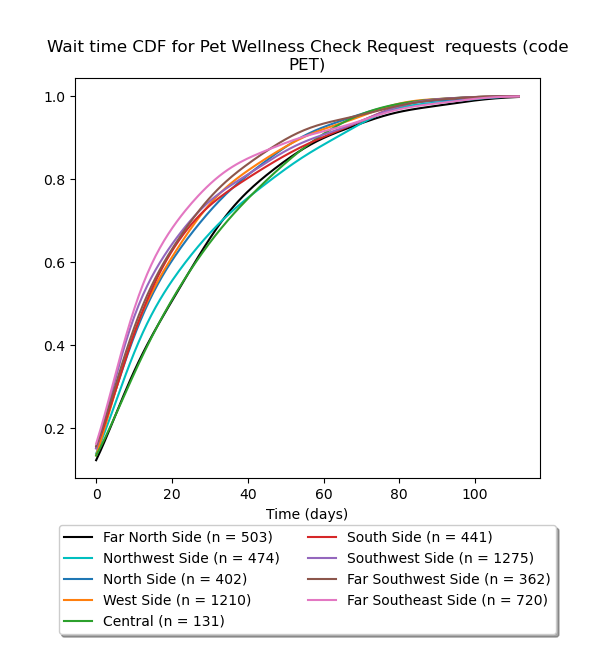 Wait time CDF for Pet Wellness Check Request  requests (code
PET)
1.0
0.8
0.6
0.4
0.2
0 20 40 60 80 100
Time (days)
Far North Side (n = 503)
Northwest Side (n = 474)
North Side (n = 402)
West Side (n = 1210)
Central (n = 131)
South Side (n = 441)
Southwest Side (n = 1275)
Far Southwest Side (n = 362)
Far Southeast Side (n = 720)